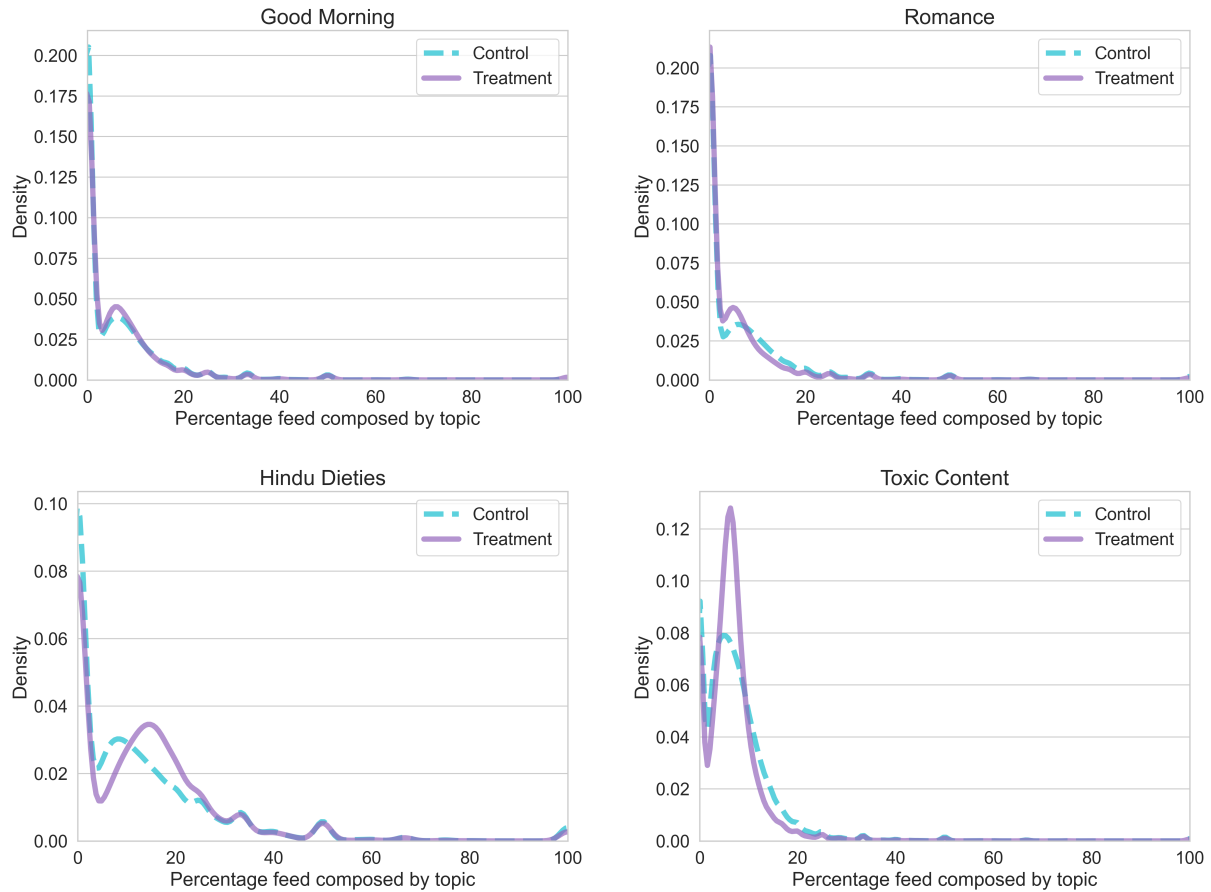 Good Morning
Control
Treatment
0.200
0.175
0.150
0.125
0.100
0.075
0.050
0.025
0.000
Density
0 20 40 60 80 100
Percentage feed composed by topic
Romance
Control
Treatment
0.200
0.175
0.150
0.125
0.100
0.075
0.050
0.025
0.000
Density
0 20 40 60 80 100
Percentage feed composed by topic
Hindu Dieties
Control
Treatment
0.10
0.08
0.06
0.04
0.02
0.00
Density
0 20 40 60 80 100
Percentage feed composed by topic
Toxic Content
Control
Treatment
0.12
0.10
0.08
0.06
0.04
0.02
0.00
Density
0 20 40 60 80 100
Percentage feed composed by topic